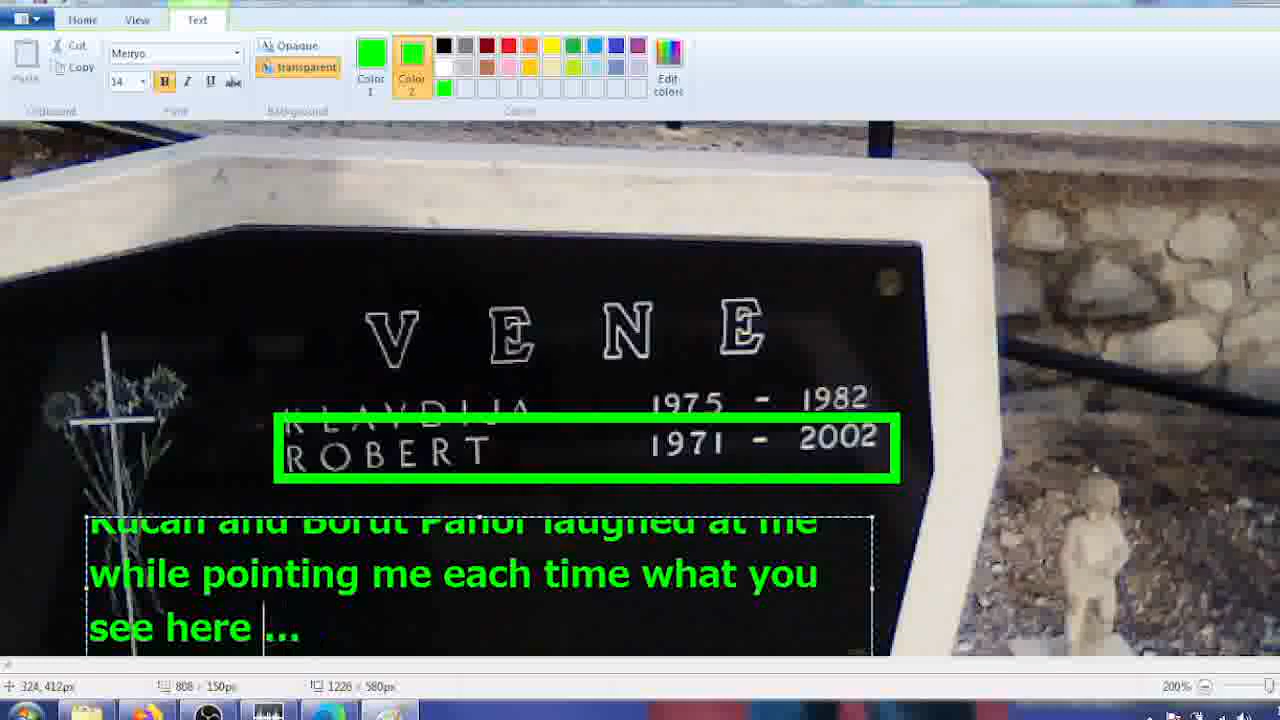 Home View Text
Cut
Copy
Paste
Meiryo
14
B I U abc
Opaque
Transparent
Color 1
Color 2
Edit colors
Clipboard Font Background Colors
V E N E
KLAVDIJA 1975 - 1982
ROBERT 1971 - 2002
Kučan and Borut Pahor laughed at me
while pointing me each time what you
see here ...
324, 412px 808 × 150px 1226 × 580px 200%